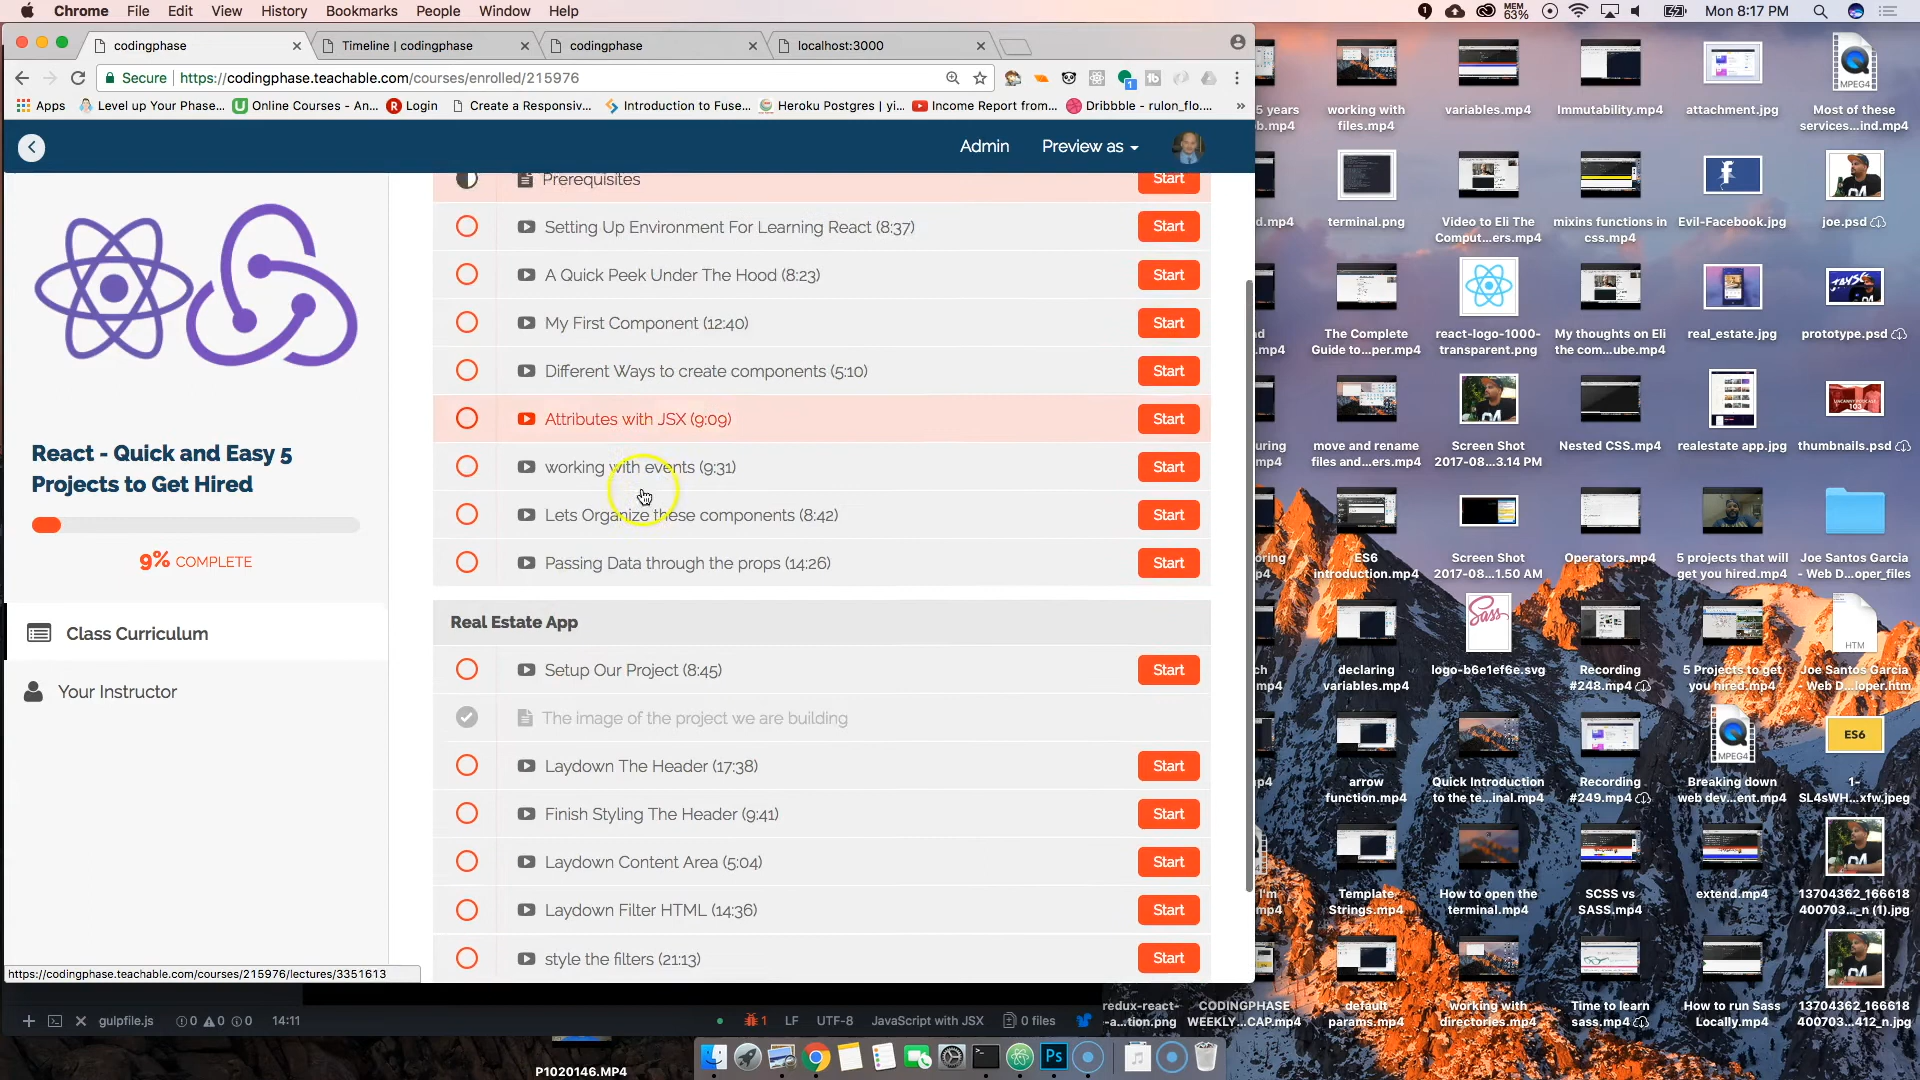 Chrome File Edit View History Bookmarks People Window Help
MEM 63% Mon 8:17 PM
codingphase
Timeline | codingphase
codingphase
localhost:3000
Secure https://codingphase.teachable.com/courses/enrolled/215976
Apps Level up Your Phase... Online Courses - An... Login Create a Responsiv... Introduction to Fuse... Heroku Postgres | yi... Income Report from... Dribbble - rulon_flo.... »
Admin Preview as
React - Quick and Easy 5
Projects to Get Hired
9% COMPLETE
Class Curriculum
Your Instructor
Prerequisites Start
Setting Up Environment For Learning React (8:37) Start
A Quick Peek Under The Hood (8:23) Start
My First Component (12:40) Start
Different Ways to create components (5:10) Start
Attributes with JSX (9:09) Start
working with events (9:31) Start
Lets Organize these components (8:42) Start
Passing Data through the props (14:26) Start
Real Estate App
Setup Our Project (8:45) Start
The image of the project we are building
Laydown The Header (17:38) Start
Finish Styling The Header (9:41) Start
Laydown Content Area (5:04) Start
Laydown Filter HTML (14:36) Start
style the filters (21:13) Start
https://codingphase.teachable.com/courses/215976/lectures/3351613
gulpfile.js 0 0 0 14:11 1 LF UTF-8 JavaScript with JSX 0 files
P1020146.MP4
5 years
working with
files.mp4
variables.mp4
Immutability.mp4
attachment.jpg
MPEG4
Most of these
services...ind.mp4
terminal.png
Video to Eli The
Comput...ers.mp4
mixins functions in
css.mp4
Evil-Facebook.jpg
joe.psd
The Complete
Guide to...per.mp4
react-logo-1000-
transparent.png
My thoughts on Eli
the com...ube.mp4
real_estate.jpg
prototype.psd
move and rename
files and...ers.mp4
Screen Shot
2017-08...3.14 PM
Nested CSS.mp4
realestate app.jpg
thumbnails.psd
ES6
introduction.mp4
Screen Shot
2017-08...1.50 AM
Operators.mp4
5 projects that will
get you hired.mp4
Joe Santos Garcia
- Web D...oper_files
declaring
variables.mp4
Sass
logo-b6e1ef6e.svg
Recording
#248.mp4
5 Projects to get
you hired.mp4
HTM
Joe Santos Garcia
- Web D...loper.htm
arrow
function.mp4
Quick Introduction
to the te...inal.mp4
Recording
#249.mp4
MPEG4
Breaking down
web dev...ent.mp4
ES6
1-
SL4sWH...xfw.jpeg
Template
Strings.mp4
How to open the
terminal.mp4
SCSS vs
SASS.mp4
extend.mp4
13704362_166618
400703..._n (1).jpg
redux-react-
-a...tion.png
CODINGPHASE
WEEKLY...CAP.mp4
default
params.mp4
working with
directories.mp4
Time to learn
sass.mp4
How to run Sass
Locally.mp4
13704362_166618
400703...412_n.jpg
Ps